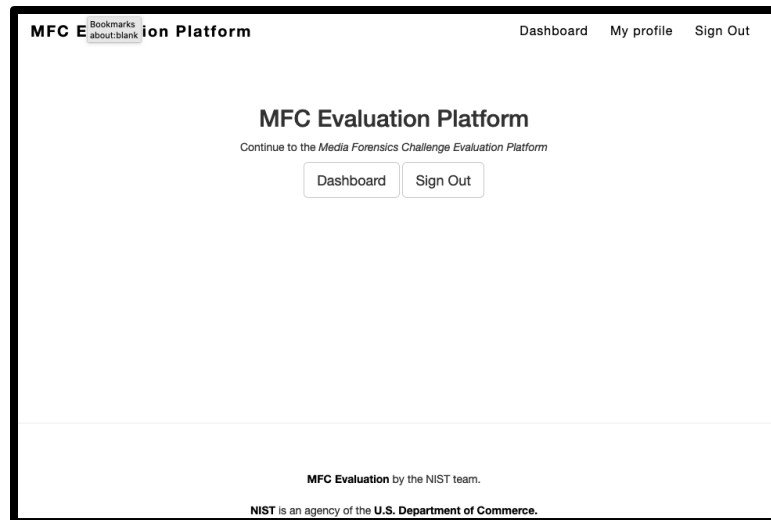 MFC E ion Platform
Bookmarks
about:blank
Dashboard My profile Sign Out
MFC Evaluation Platform
Continue to the Media Forensics Challenge Evaluation Platform
Dashboard Sign Out
MFC Evaluation by the NIST team.
NIST is an agency of the U.S. Department of Commerce.